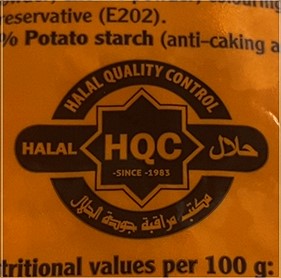 reservative (E202).
% Potato starch (anti-caking a
HALAL QUALITY CONTROL
HALAL HQC حلال
-SINCE -1983
مكتب مراقبة جودة الحلال
tritional values per 100 g: